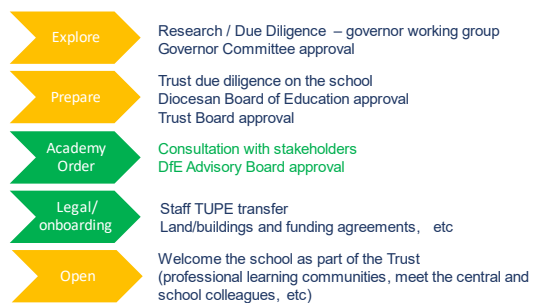 Explore
Research / Due Diligence – governor working group
Governor Committee approval
Prepare
Trust due diligence on the school
Diocesan Board of Education approval
Trust Board approval
Academy
Order
Consultation with stakeholders
DfE Advisory Board approval
Legal/
onboarding
Staff TUPE transfer
Land/buildings and funding agreements, etc
Open
Welcome the school as part of the Trust
(professional learning communities, meet the central and
school colleagues, etc)